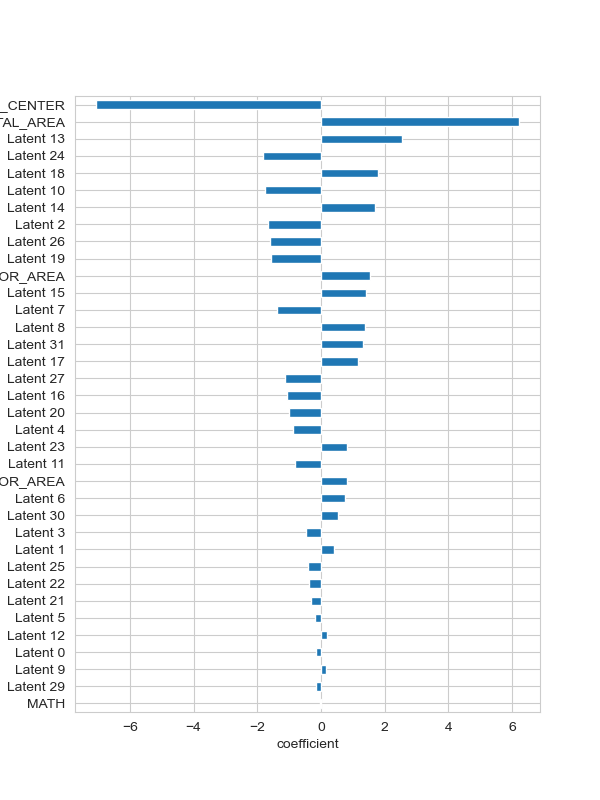 _CENTER
TAL_AREA
Latent 13
Latent 24
Latent 18
Latent 10
Latent 14
Latent 2
Latent 26
Latent 19
OR_AREA
Latent 15
Latent 7
Latent 8
Latent 31
Latent 17
Latent 27
Latent 16
Latent 20
Latent 4
Latent 23
Latent 11
OR_AREA
Latent 6
Latent 30
Latent 3
Latent 1
Latent 25
Latent 22
Latent 21
Latent 5
Latent 12
Latent 0
Latent 9
Latent 29
MATH
−6 −4 −2 0 2 4 6
coefficient